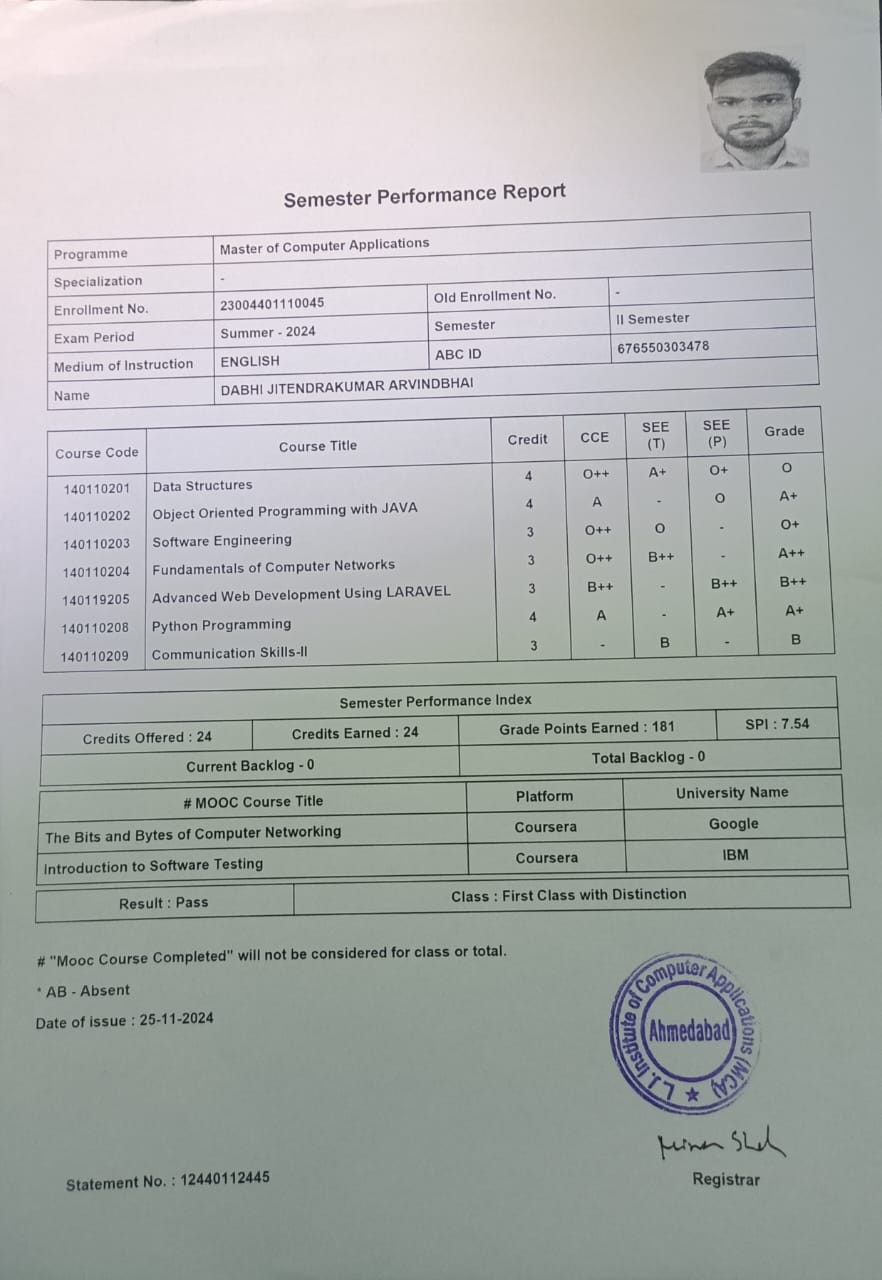 Semester Performance Report
Programme Master of Computer Applications
Specialization -
Enrollment No. 23004401110045 Old Enrollment No. -
Exam Period Summer - 2024 Semester II Semester
Medium of Instruction ENGLISH ABC ID 676550303478
Name DABHI JITENDRAKUMAR ARVINDBHAI
Course Code Course Title Credit CCE SEE (T) SEE (P) Grade
140110201 Data Structures 4 O++ A+ O+ O
140110202 Object Oriented Programming with JAVA 4 A - O A+
140110203 Software Engineering 3 O++ O - O+
140110204 Fundamentals of Computer Networks 3 O++ B++ - A++
140119205 Advanced Web Development Using LARAVEL 3 B++ - B++ B++
140110208 Python Programming 4 A - A+ A+
140110209 Communication Skills-II 3 - B - B
Semester Performance Index
Credits Offered : 24 Credits Earned : 24 Grade Points Earned : 181 SPI : 7.54
Current Backlog - 0 Total Backlog - 0
# MOOC Course Title Platform University Name
The Bits and Bytes of Computer Networking Coursera Google
Introduction to Software Testing Coursera IBM
Result : Pass Class : First Class with Distinction
# "Mooc Course Completed" will not be considered for class or total.
* AB - Absent
Date of issue : 25-11-2024
L.J. Institute of Computer Applications (MCA)
Ahmedabad
Statement No. : 12440112445
Registrar